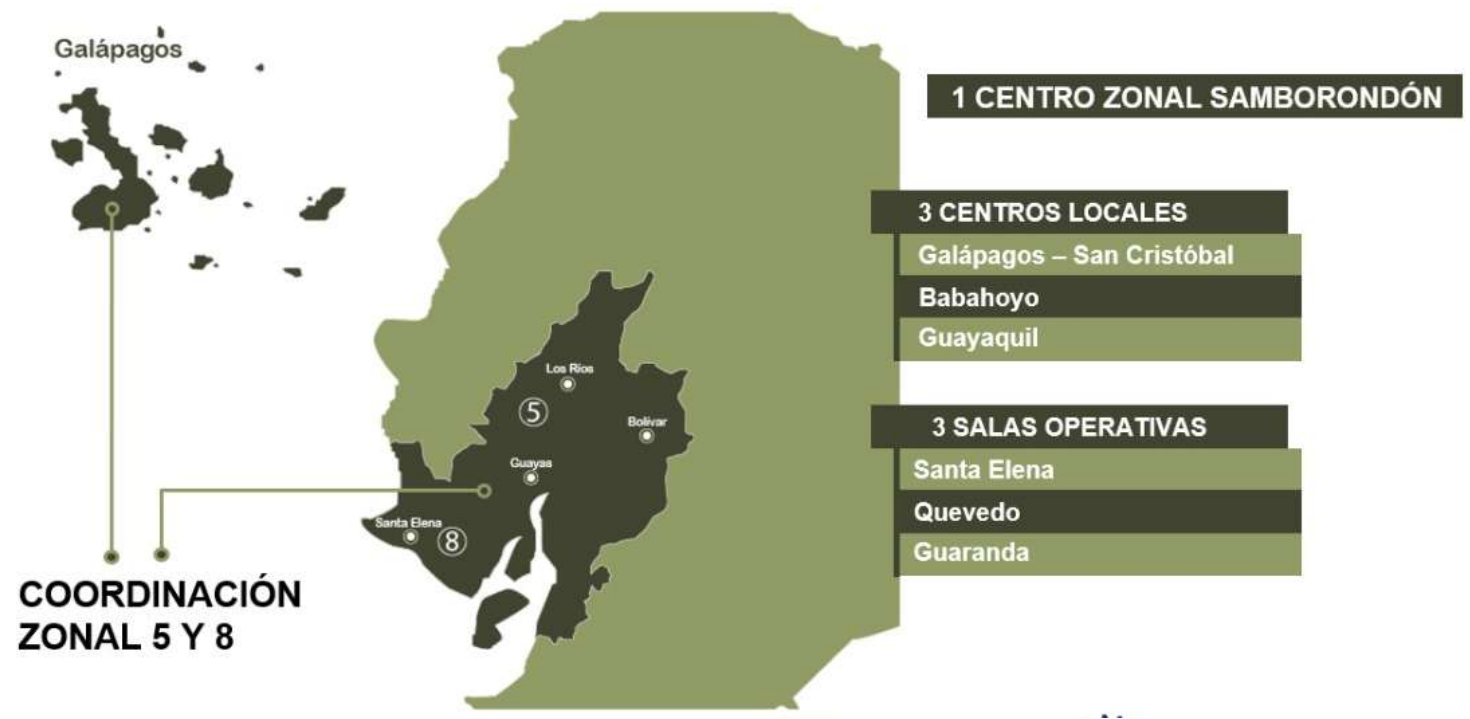 Galápagos
1 CENTRO ZONAL SAMBORONDÓN
3 CENTROS LOCALES
Galápagos – San Cristóbal
Babahoyo
Guayaquil
Los Rios
5
Bolívar
Guayas
Santa Elena
8
3 SALAS OPERATIVAS
Santa Elena
Quevedo
Guaranda
COORDINACIÓN
ZONAL 5 Y 8